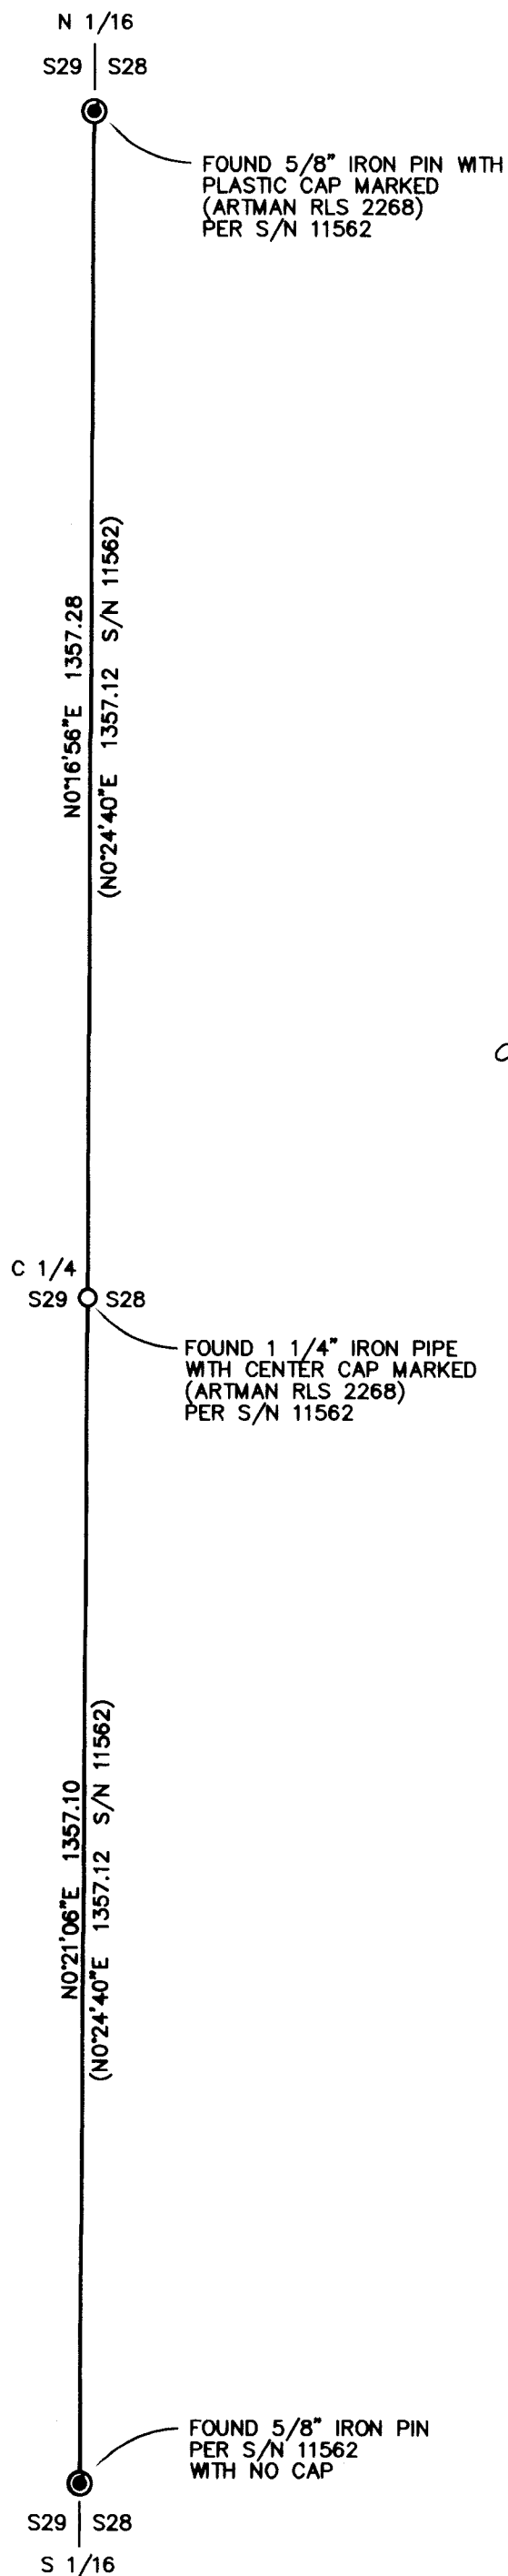 N 1/16
S29 S28
FOUND 5/8" IRON PIN WITH
PLASTIC CAP MARKED
(ARTMAN RLS 2268)
PER S/N 11562
N0°16'56"E 1357.28
(N0°24'40"E 1357.12 S/N 11562)
C 1/4
S29 S28
FOUND 1 1/4" IRON PIPE
WITH CENTER CAP MARKED
(ARTMAN RLS 2268)
PER S/N 11562
N0°21'06"E 1357.10
(N0°24'40"E 1357.12 S/N 11562)
FOUND 5/8" IRON PIN
PER S/N 11562
WITH NO CAP
S29 S28
S 1/16